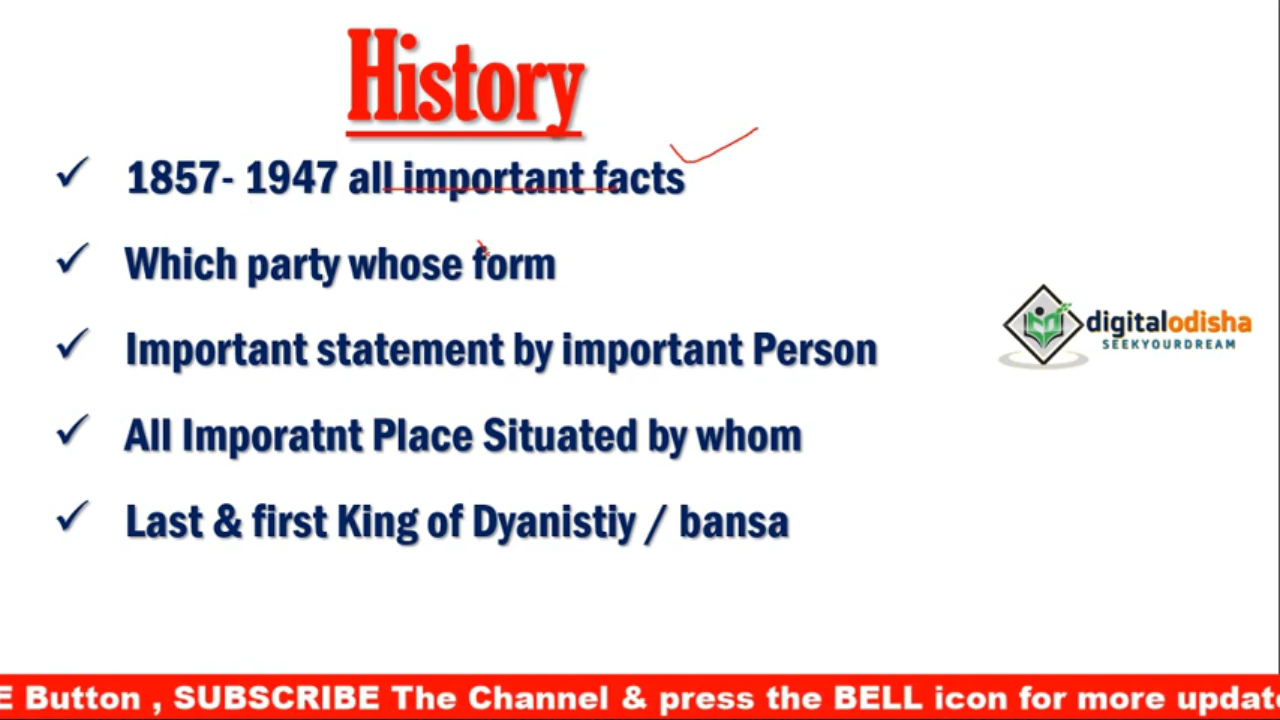 History
1857- 1947 all important facts
Which party whose form
Important statement by important Person
digitalodisha
SEEKYOURDREAM
All Imporatnt Place Situated by whom
Last & first King of Dyanistiy / bansa
E Button , SUBSCRIBE The Channel & press the BELL icon for more update